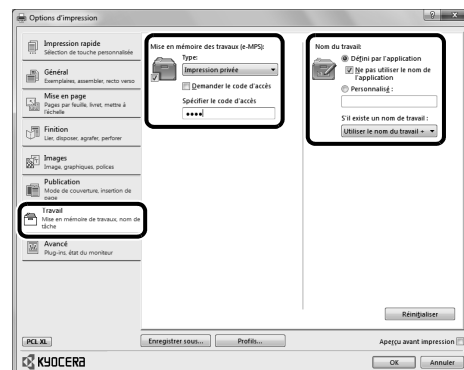 Options d'impression
Impression rapide
Sélection de touche personnalisée
Général
Exemplaires, assembler, recto verso
Mise en page
Pages par feuille, livret, mettre à
l'échelle
Finition
Lier, disposer, agrafer, perforer
Images
Image, graphiques, polices
Publication
Mode de couverture, insertion de
page
Travail
Mise en mémoire de travaux, nom de
tâche
Avancé
Plug-ins, état du moniteur
Mise en mémoire des travaux (e-MPS):
Type:
Impression privée
Demander le code d'accès
Spécifier le code d'accès
••••
Nom du travail:
Défini par l'application
Ne pas utiliser le nom de
l'application
Personnalisé :
S'il existe un nom de travail :
Utiliser le nom du travail +
Réinitialiser
PCL XL
Enregistrer sous...
Profils...
Aperçu avant impression
KYOCERA
OK
Annuler